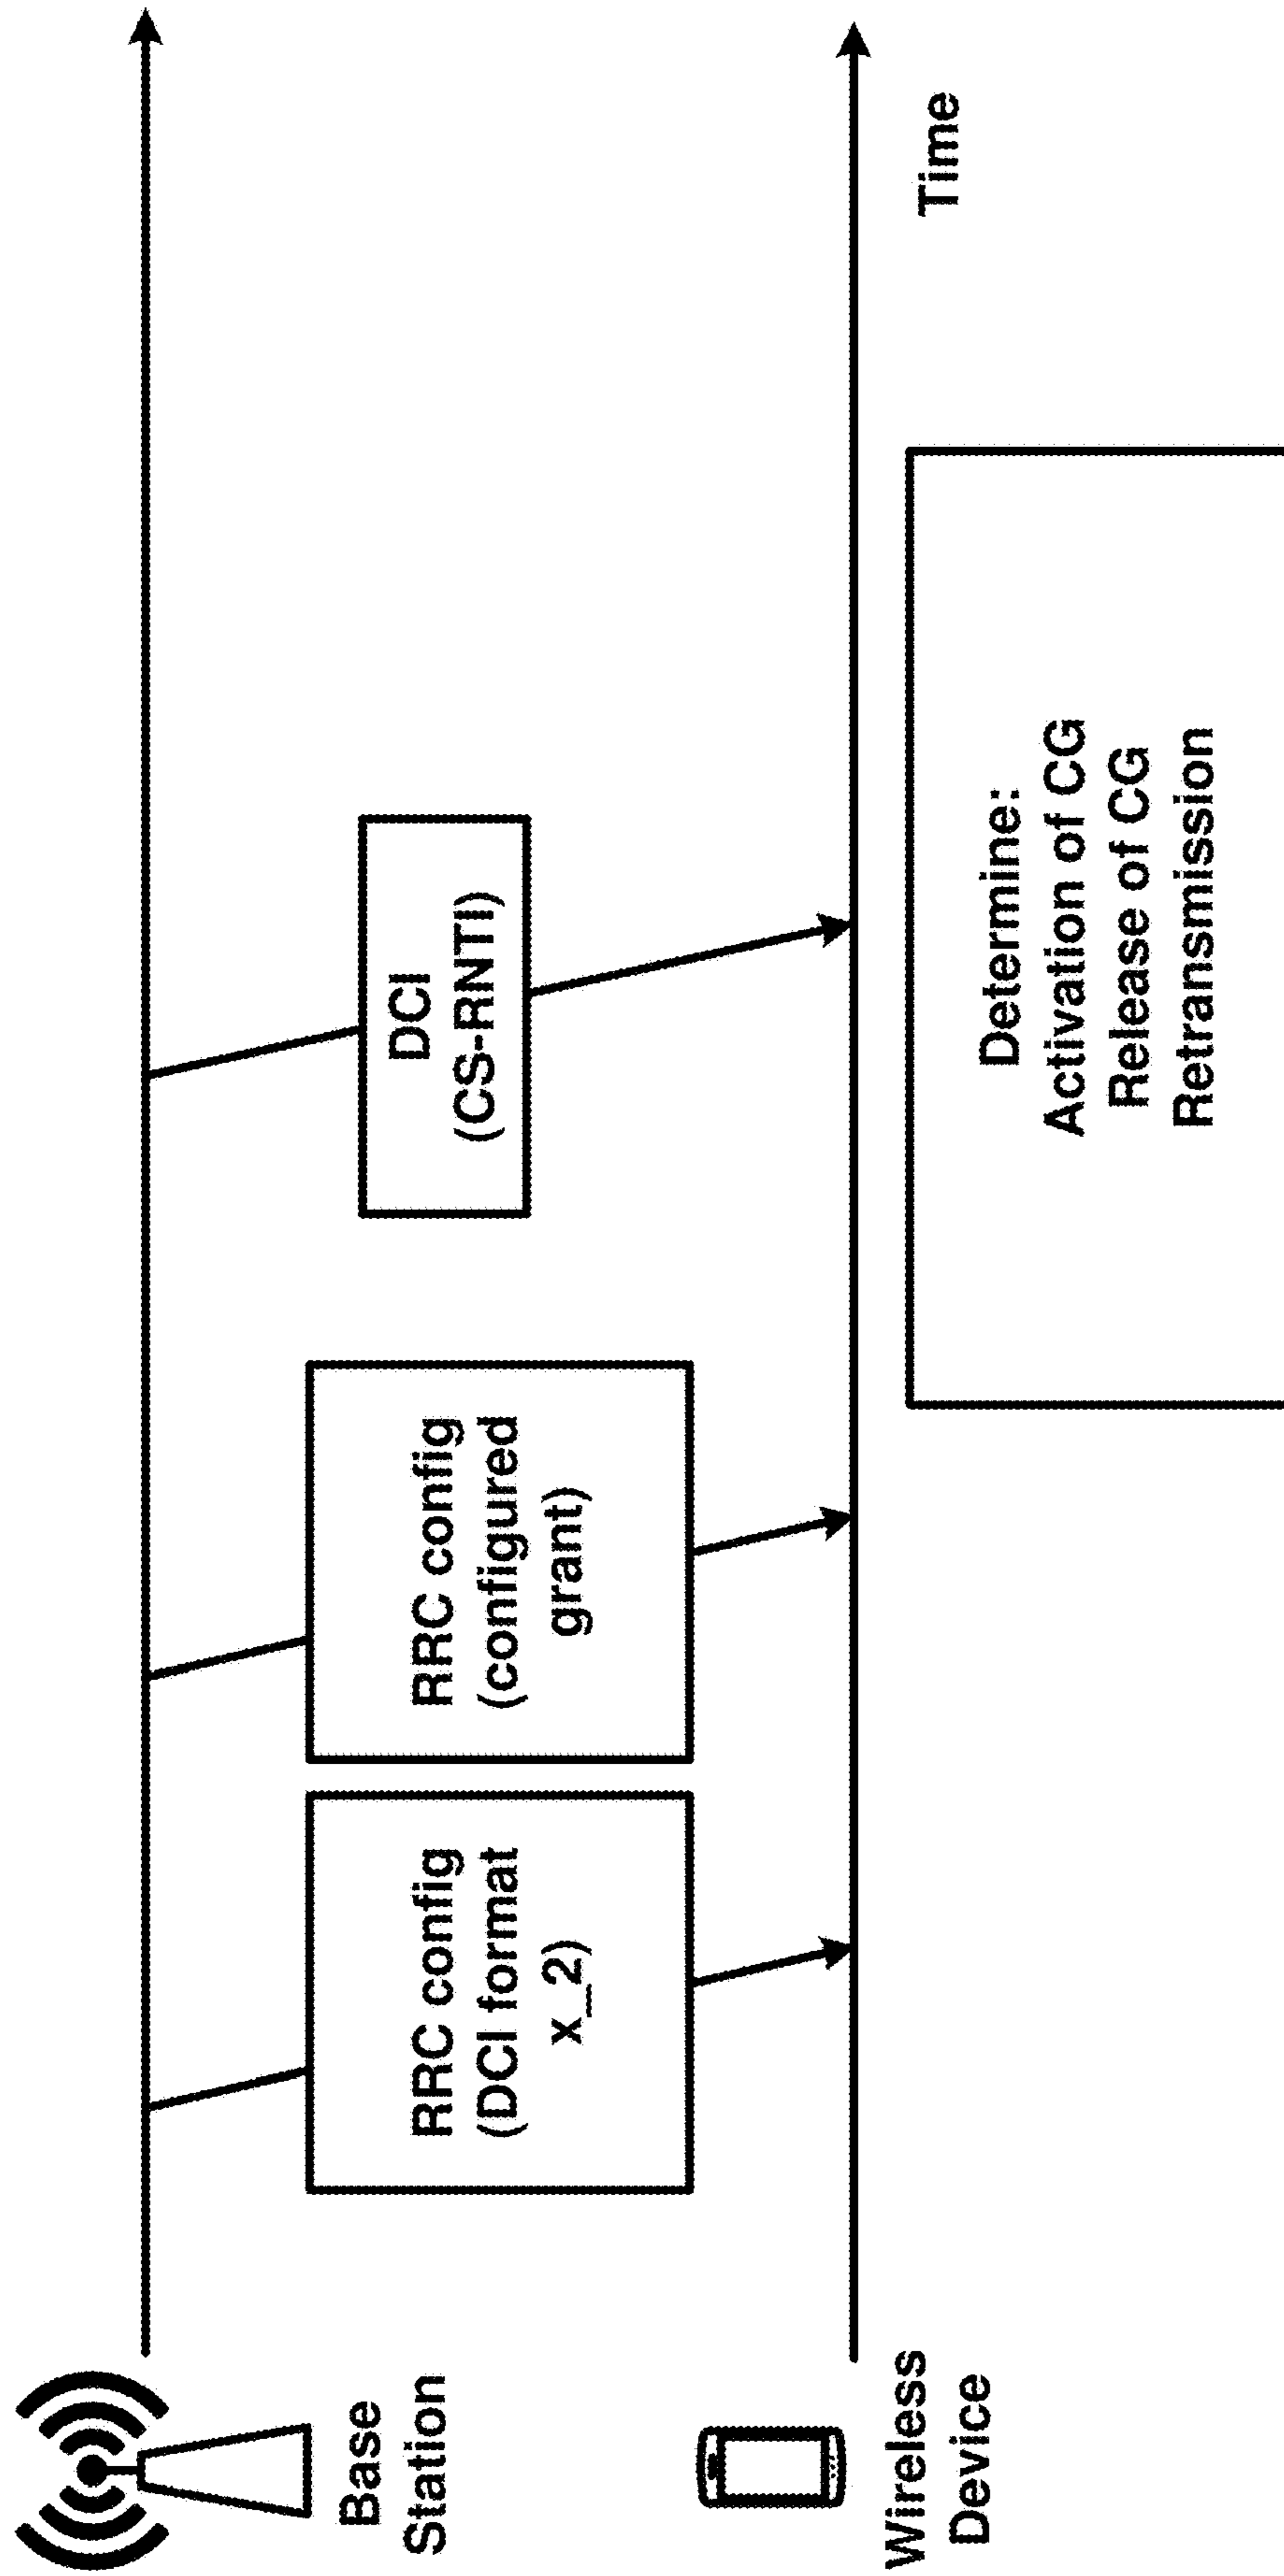 Base
Station
RRC config
(DCI format
x_2)
RRC config
(configured
grant)
DCI
(CS-RNTI)
Wireless
Device
Time
Determine:
Activation of CG
Release of CG
Retransmission